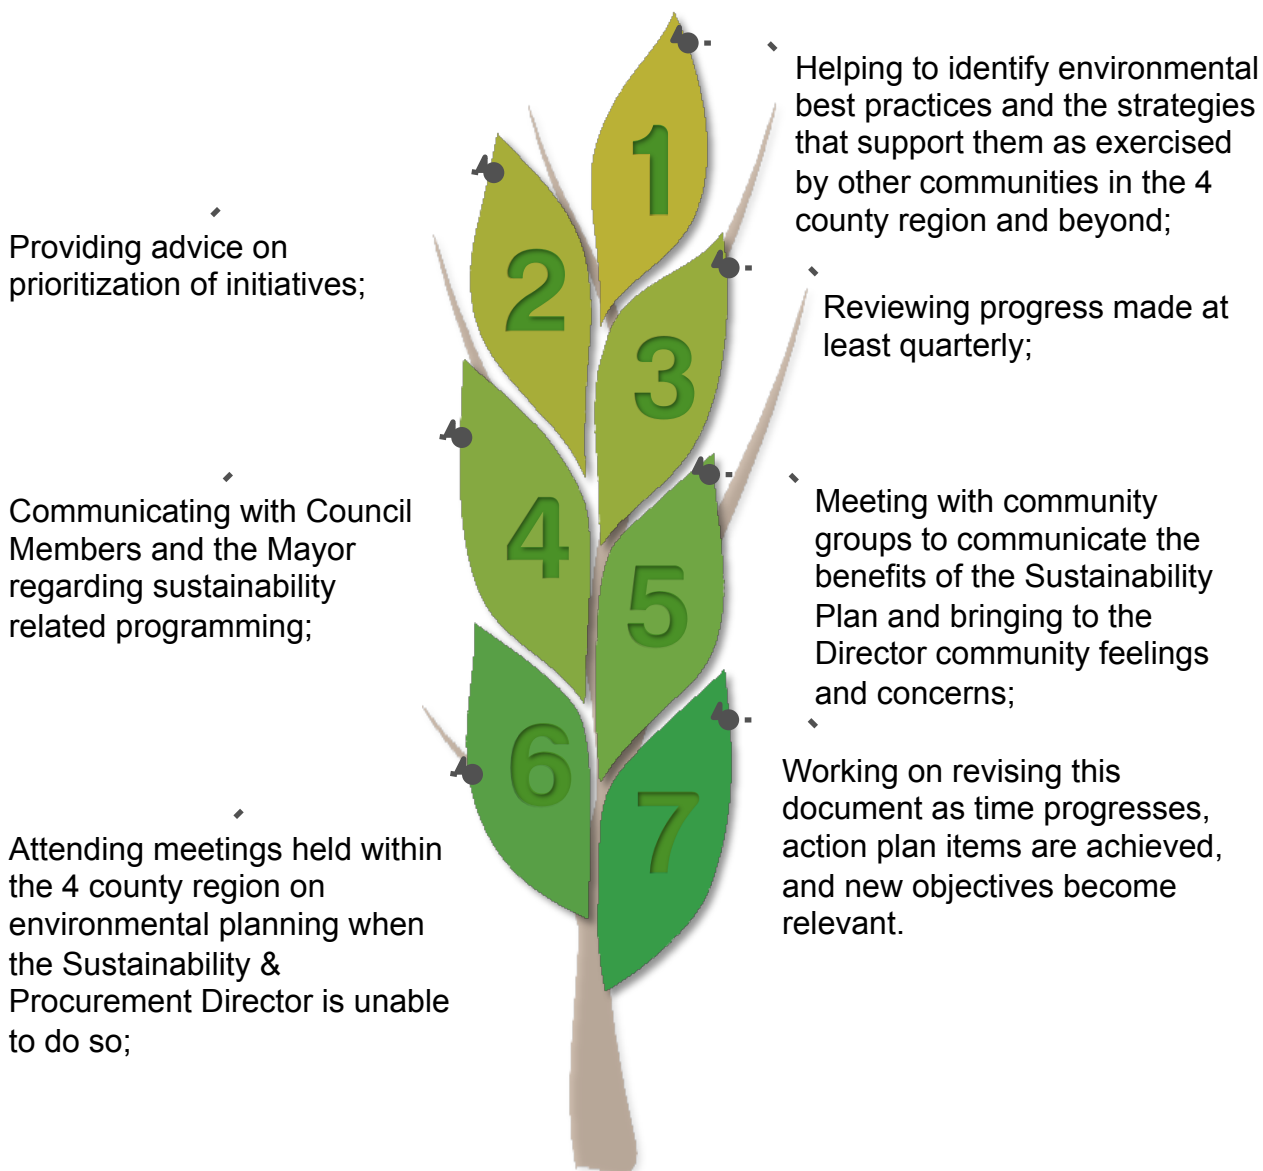 1
Helping to identify environmental
best practices and the strategies
that support them as exercised
by other communities in the 4
county region and beyond;
2
Providing advice on
prioritization of initiatives;
3
Reviewing progress made at
least quarterly;
4
Communicating with Council
Members and the Mayor
regarding sustainability
related programming;
5
Meeting with community
groups to communicate the
benefits of the Sustainability
Plan and bringing to the
Director community feelings
and concerns;
6
Attending meetings held within
the 4 county region on
environmental planning when
the Sustainability &
Procurement Director is unable
to do so;
7
Working on revising this
document as time progresses,
action plan items are achieved,
and new objectives become
relevant.